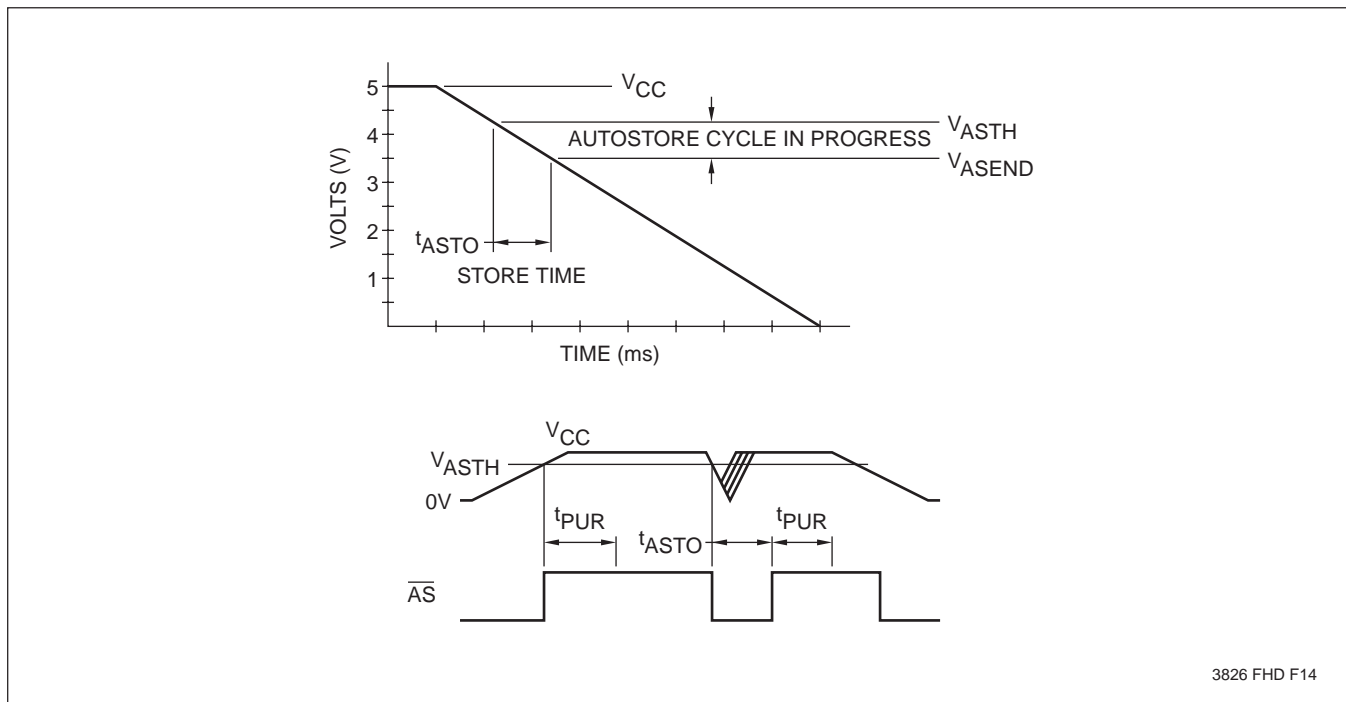 V_CC
5
V_ASTH
AUTOSTORE CYCLE IN PROGRESS
4
V_ASEND
3
VOLTS (V)
2
t_ASTO
STORE TIME
1
TIME (ms)
V_CC
V_ASTH
0V
t_PUR
t_ASTO
t_PUR
AS
3826 FHD F14